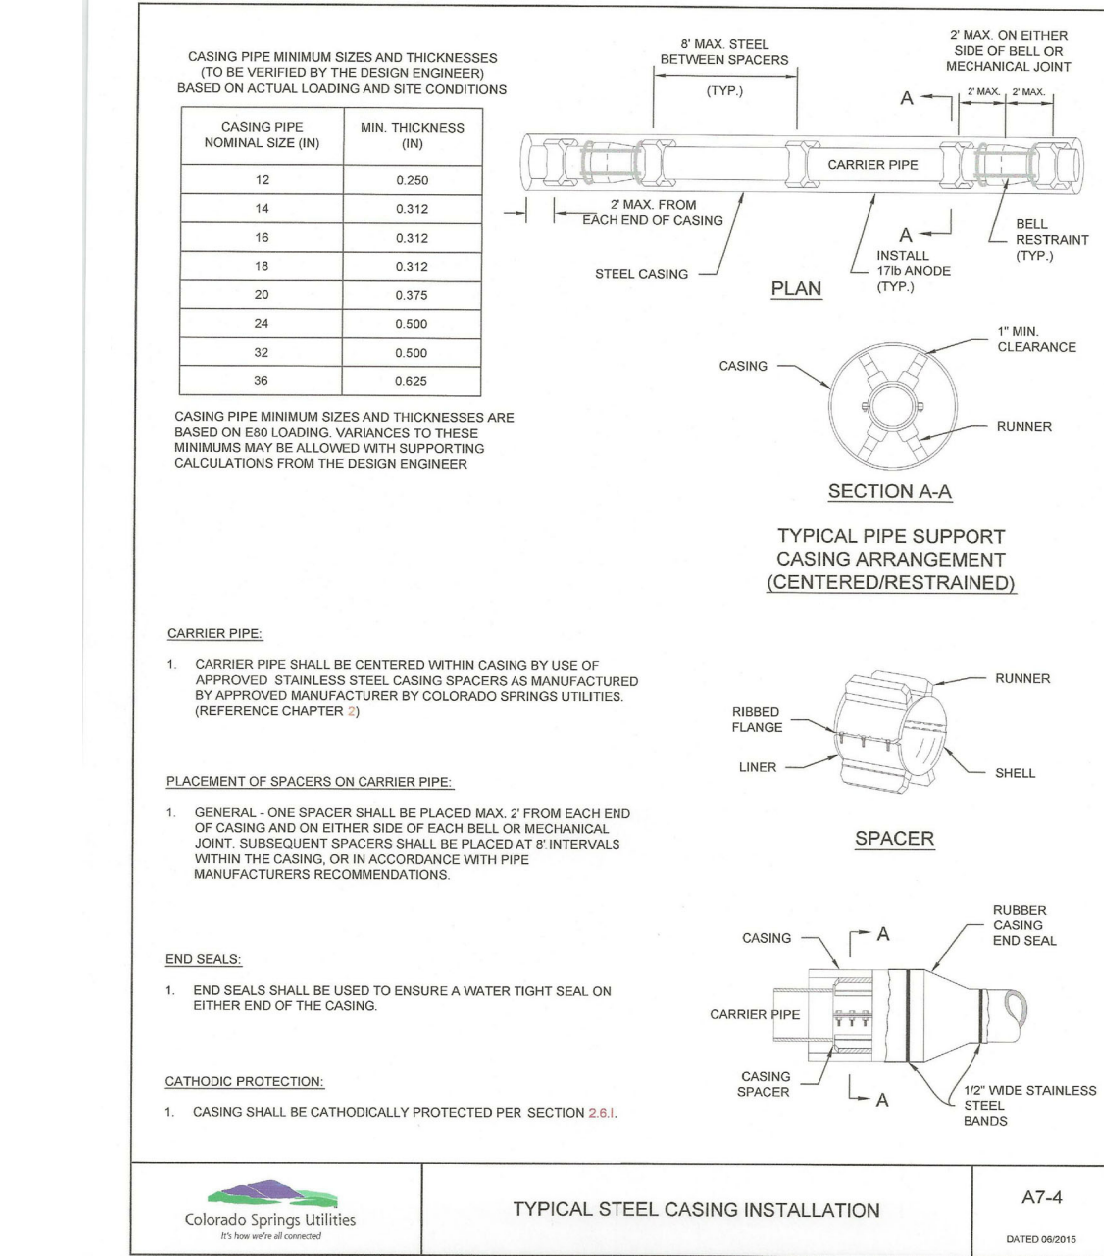 CASING PIPE MINIMUM SIZES AND THICKNESSES
(TO BE VERIFIED BY THE DESIGN ENGINEER)
BASED ON ACTUAL LOADING AND SITE CONDITIONS
CASING PIPE NOMINAL SIZE (IN) MIN. THICKNESS (IN)
12 0.250
14 0.312
16 0.312
18 0.312
20 0.375
24 0.500
32 0.500
36 0.625
CASING PIPE MINIMUM SIZES AND THICKNESSES ARE
BASED ON E80 LOADING. VARIANCES TO THESE
MINIMUMS MAY BE ALLOWED WITH SUPPORTING
CALCULATIONS FROM THE DESIGN ENGINEER
8' MAX. STEEL
BETWEEN SPACERS
(TYP.)
2' MAX. ON EITHER
SIDE OF BELL OR
MECHANICAL JOINT
A
2' MAX. 2' MAX.
CARRIER PIPE
2' MAX. FROM
EACH END OF CASING
A
STEEL CASING
INSTALL
17lb ANODE
(TYP.)
BELL
RESTRAINT
(TYP.)
PLAN
CASING
1" MIN.
CLEARANCE
RUNNER
SECTION A-A
TYPICAL PIPE SUPPORT
CASING ARRANGEMENT
(CENTERED/RESTRAINED)
CARRIER PIPE:
1. CARRIER PIPE SHALL BE CENTERED WITHIN CASING BY USE OF
APPROVED STAINLESS STEEL CASING SPACERS AS MANUFACTURED
BY APPROVED MANUFACTURER BY COLORADO SPRINGS UTILITIES.
(REFERENCE CHAPTER 2)
PLACEMENT OF SPACERS ON CARRIER PIPE:
1. GENERAL - ONE SPACER SHALL BE PLACED MAX. 2' FROM EACH END
OF CASING AND ON EITHER SIDE OF EACH BELL OR MECHANICAL
JOINT. SUBSEQUENT SPACERS SHALL BE PLACED AT 8' INTERVALS
WITHIN THE CASING, OR IN ACCORDANCE WITH PIPE
MANUFACTURERS RECOMMENDATIONS.
END SEALS:
1. END SEALS SHALL BE USED TO ENSURE A WATER TIGHT SEAL ON
EITHER END OF THE CASING.
CATHODIC PROTECTION:
1. CASING SHALL BE CATHODICALLY PROTECTED PER SECTION 2.6.I.
RUNNER
RIBBED
FLANGE
LINER
SHELL
SPACER
CASING
A
RUBBER
CASING
END SEAL
CARRIER PIPE
CASING
SPACER
A
1/2" WIDE STAINLESS
STEEL
BANDS
Colorado Springs Utilities
It's how we're all connected
TYPICAL STEEL CASING INSTALLATION
A7-4
DATED 06/2015